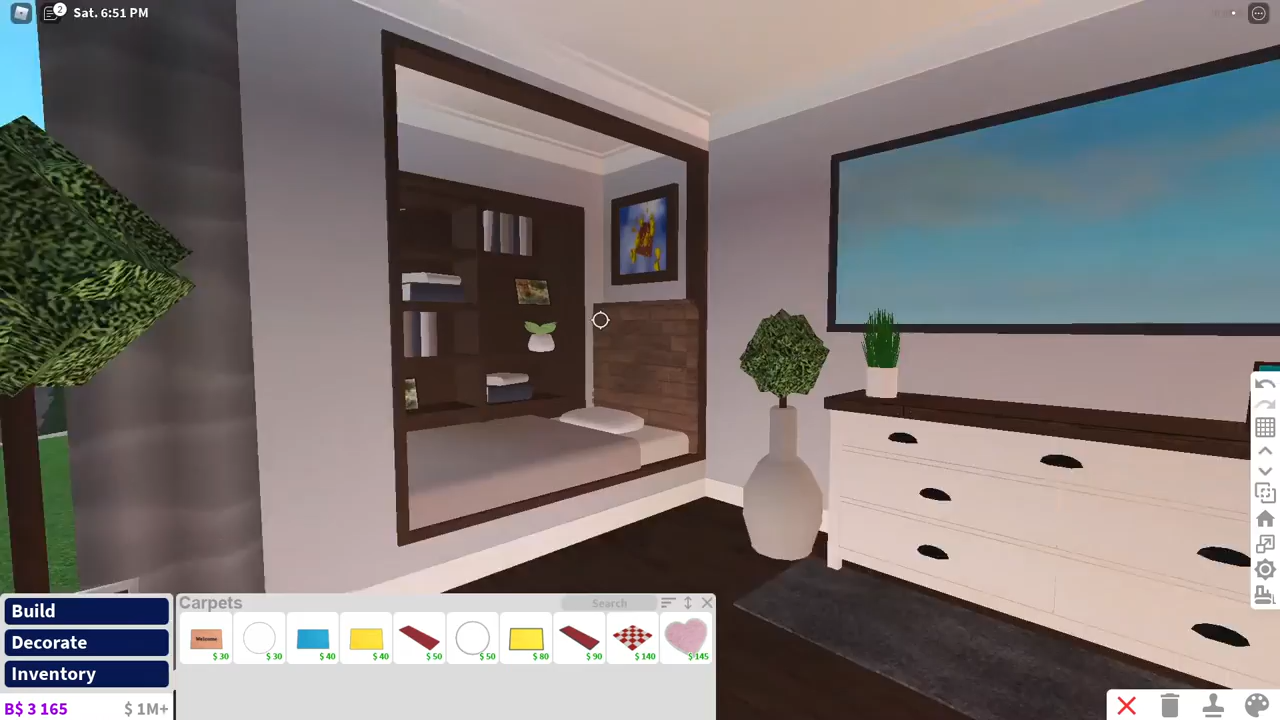 2
Sat. 6:51 PM
Build
Decorate
Inventory
B$ 3 165
$ 1M+
Carpets
Search
Welcome
$ 30
$ 30
$ 40
$ 40
$ 50
$ 50
$ 80
$ 90
$ 140
$ 145